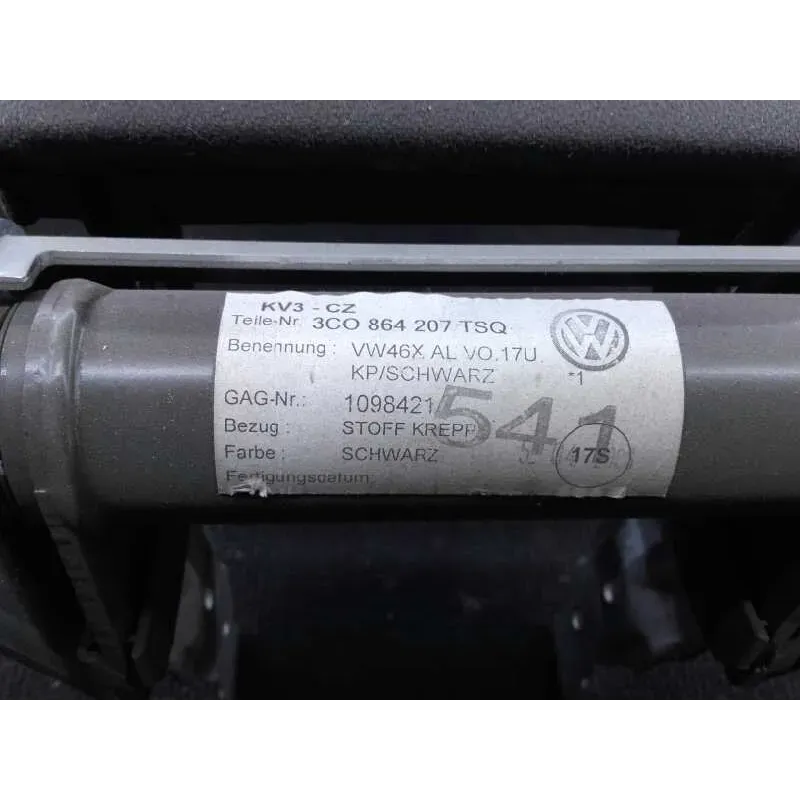 KV3 - CZ
Teile-Nr. 3CO 864 207 TSQ
Benennung : VW46X AL VO.17U.
KP/SCHWARZ *1
GAG-Nr.: 1098421
541
Bezug : STOFF KREPP
Farbe : SCHWARZ
17S
Fertigungsdatum: